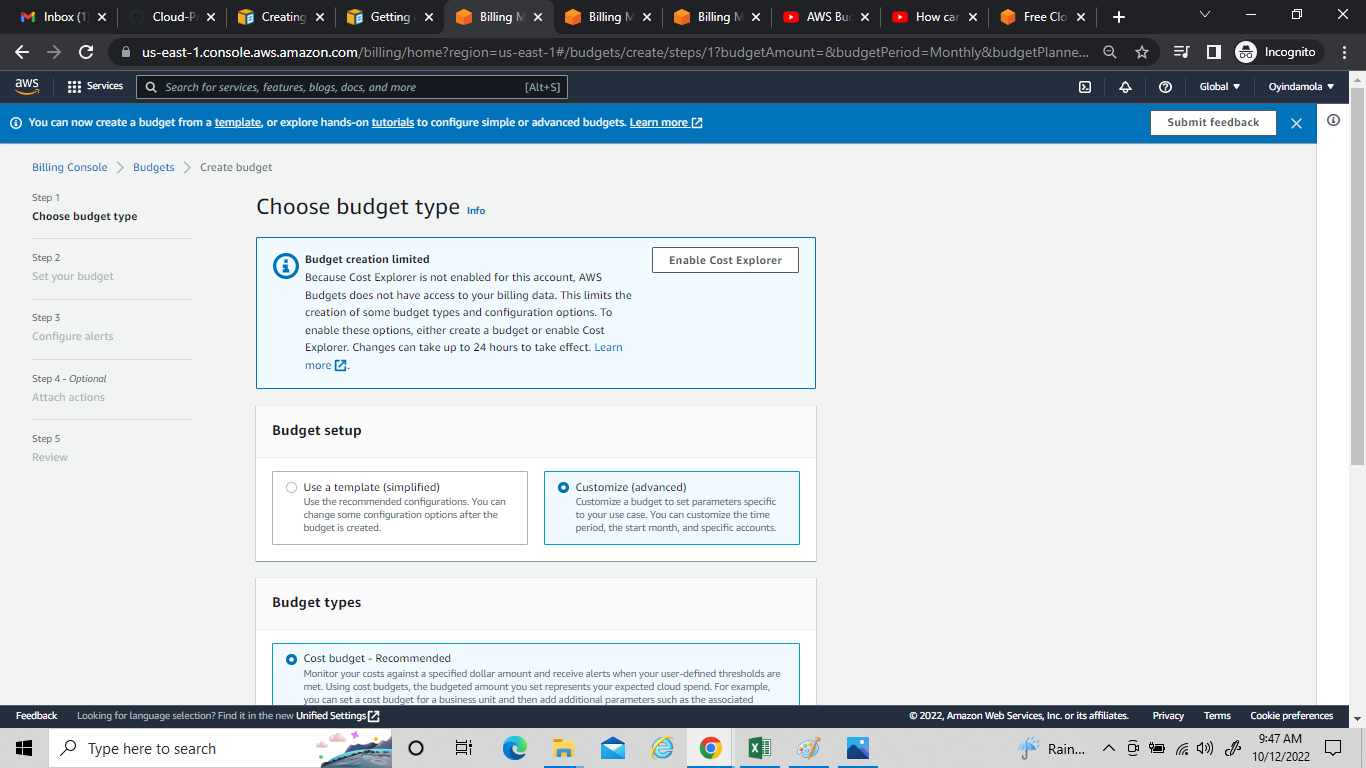 Inbox (1)
Cloud-Pr
Creating
Getting
Billing M
Billing M
Billing M
AWS Bud
How can
Free Clo
us-east-1.console.aws.amazon.com/billing/home?region=us-east-1#/budgets/create/steps/1?budgetAmount=&budgetPeriod=Monthly&budgetPlanne...
Incognito
aws
Services
Search for services, features, blogs, docs, and more
[Alt+S]
Global
Oyindamola
You can now create a budget from a template, or explore hands-on tutorials to configure simple or advanced budgets. Learn more
Submit feedback
Billing Console
Budgets
Create budget
Step 1
Choose budget type
Step 2
Set your budget
Step 3
Configure alerts
Step 4 - Optional
Attach actions
Step 5
Review
Choose budget type Info
Budget creation limited
Because Cost Explorer is not enabled for this account, AWS
Budgets does not have access to your billing data. This limits the
creation of some budget types and configuration options. To
enable these options, either create a budget or enable Cost
Explorer. Changes can take up to 24 hours to take effect. Learn
more .
Enable Cost Explorer
Budget setup
Use a template (simplified)
Use the recommended configurations. You can
change some configuration options after the
budget is created.
Customize (advanced)
Customize a budget to set parameters specific
to your use case. You can customize the time
period, the start month, and specific accounts.
Budget types
Cost budget - Recommended
Monitor your costs against a specified dollar amount and receive alerts when your user-defined thresholds are
met. Using cost budgets, the budgeted amount you set represents your expected cloud spend. For example,
you can set a cost budget for a business unit and then add additional parameters such as the associated
Feedback
Looking for language selection? Find it in the new Unified Settings
© 2022, Amazon Web Services, Inc. or its affiliates.
Privacy
Terms
Cookie preferences
Type here to search
Rain...
9:47 AM
10/12/2022